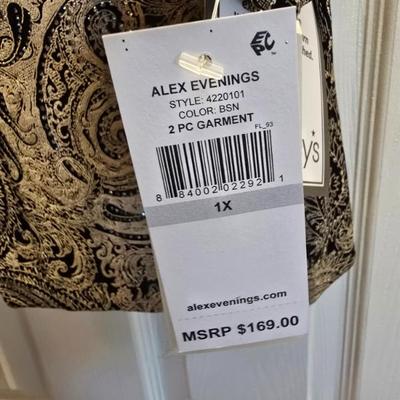 ALEX EVENINGS
STYLE: 4220101
COLOR: BSN
2 PC GARMENT
FL_93
8 84002 02292 1
1X
alexevenings.com
MSRP $169.00